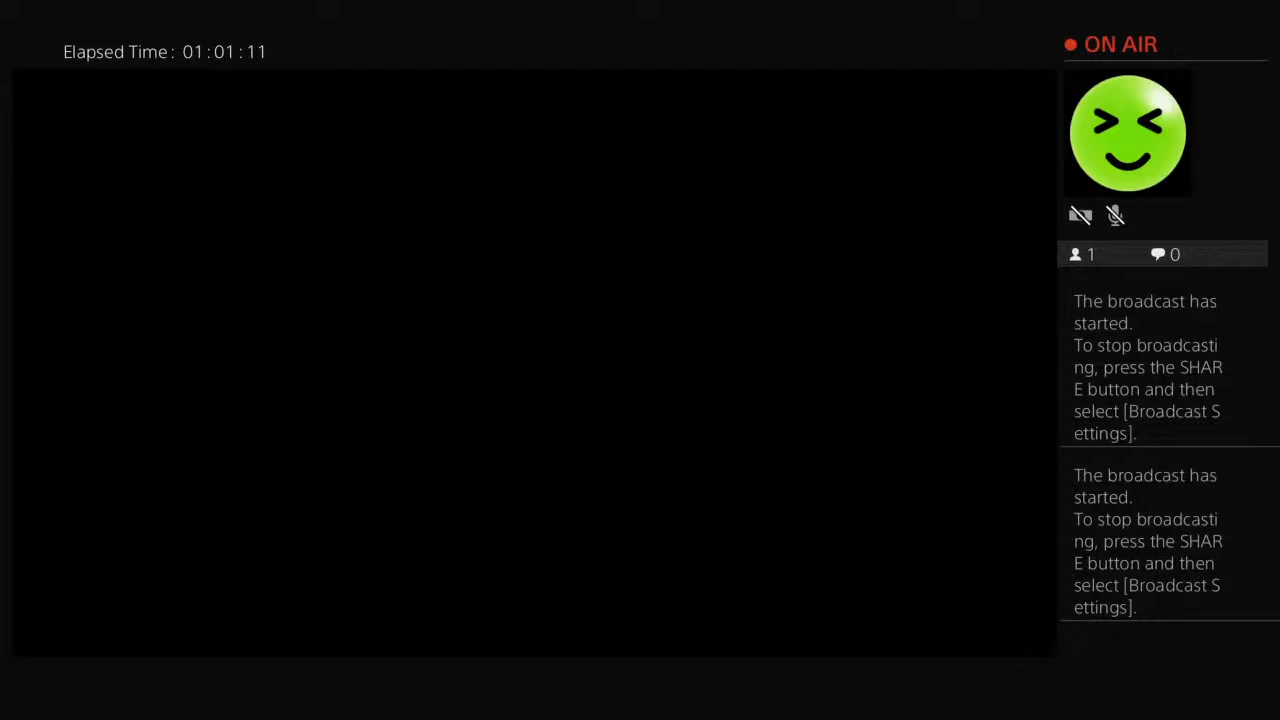 Elapsed Time: 01:01:11
ON AIR
1 0
The broadcast has
started.
To stop broadcasti
ng, press the SHAR
E button and then
select [Broadcast S
ettings].
The broadcast has
started.
To stop broadcasti
ng, press the SHAR
E button and then
select [Broadcast S
ettings].